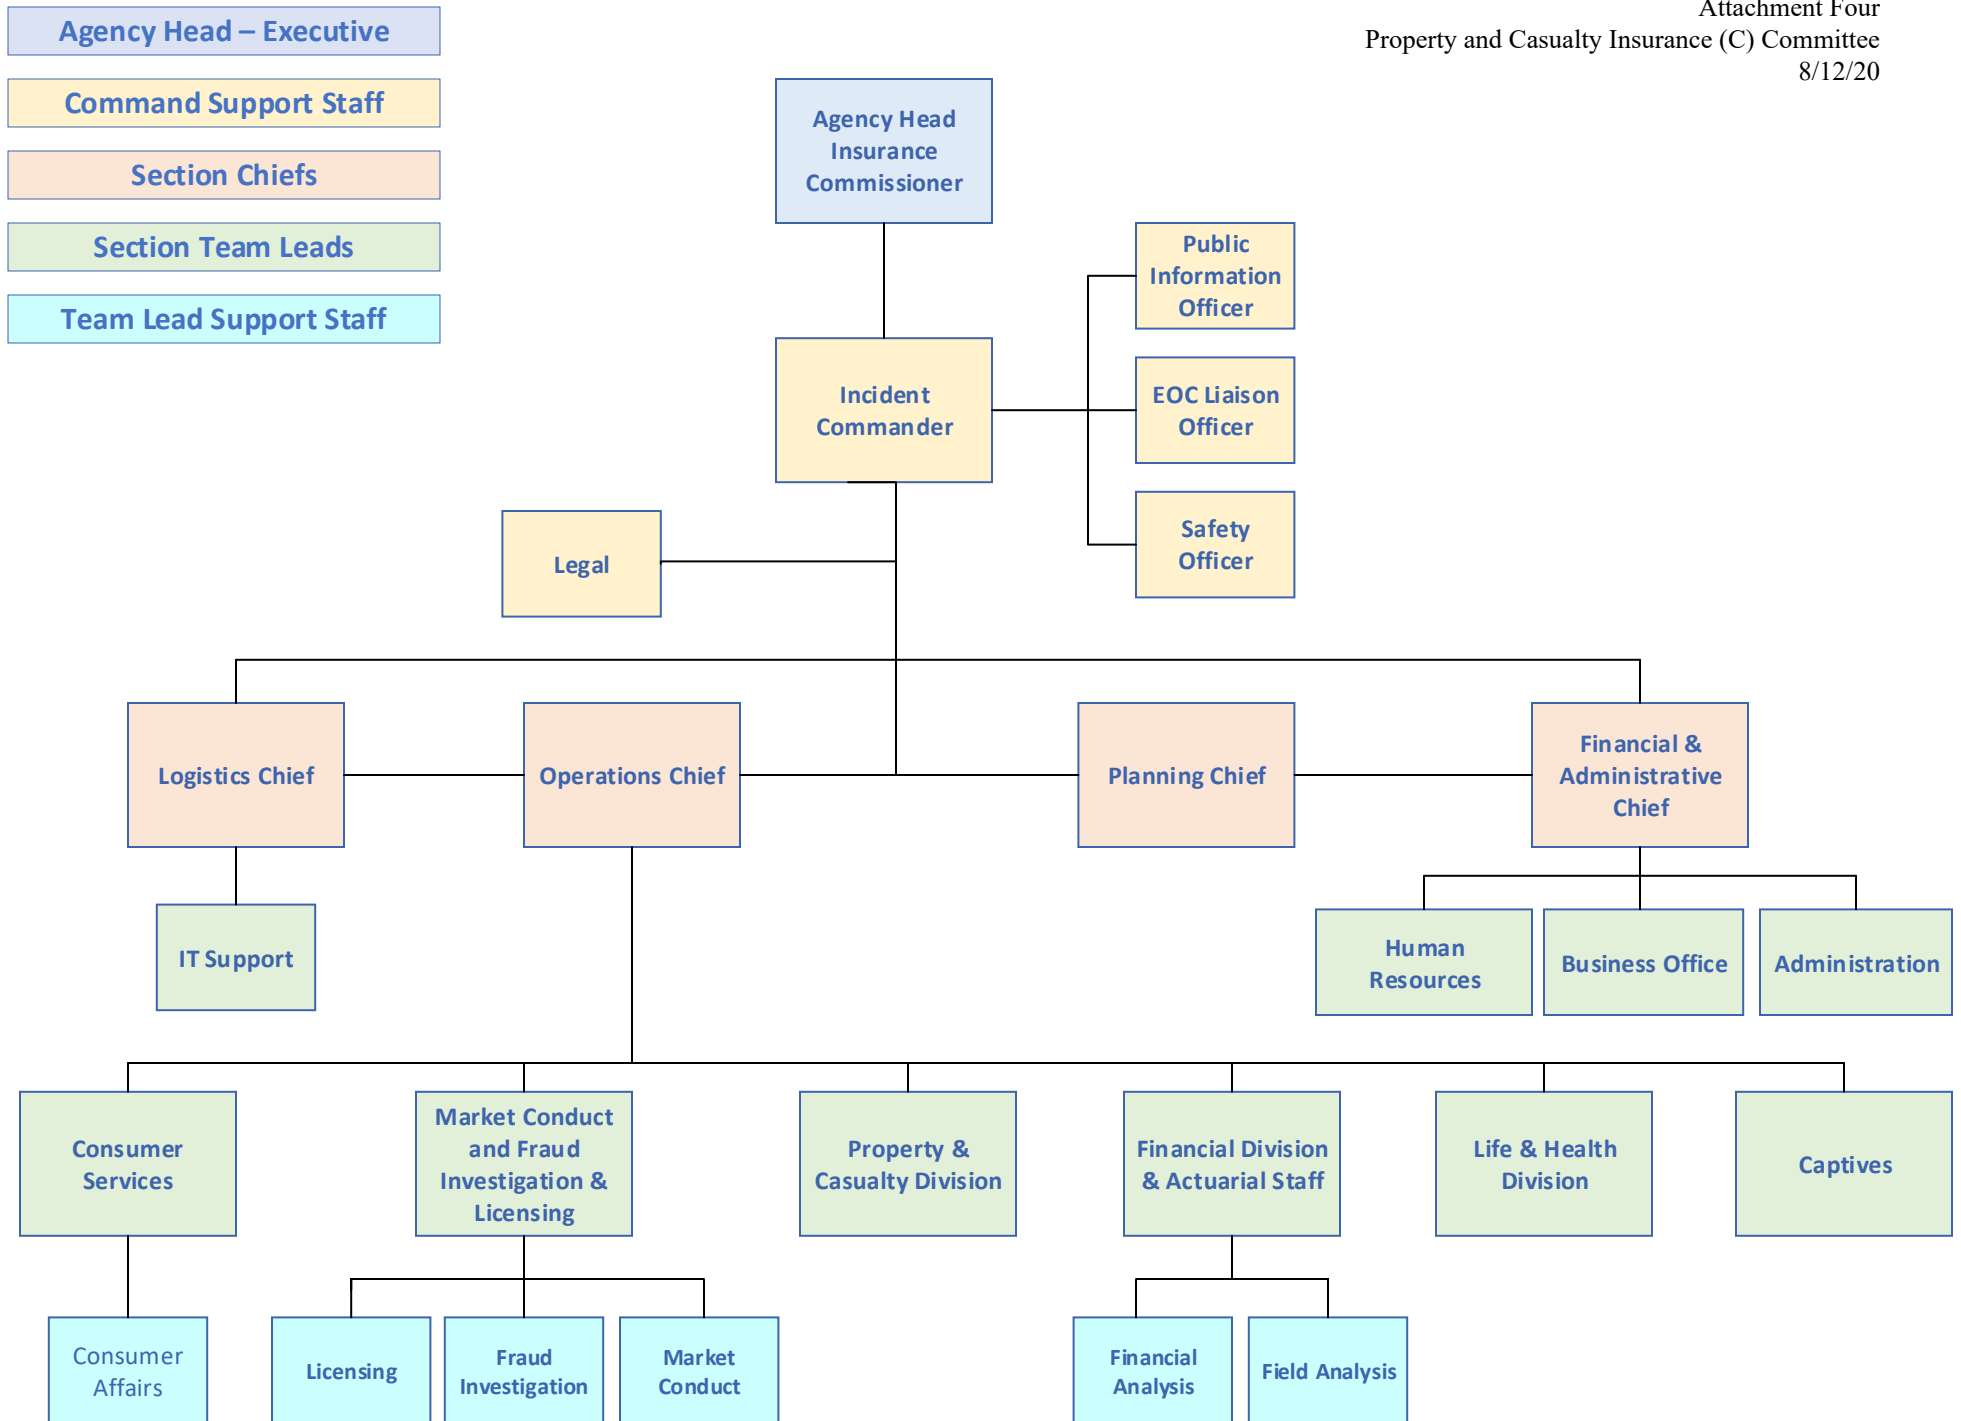 Attachment Four
Property and Casualty Insurance (C) Committee
8/12/20
Agency Head – Executive
Command Support Staff
Section Chiefs
Section Team Leads
Team Lead Support Staff
Agency Head
Insurance
Commissioner
Public
Information
Officer
Incident
Commander
EOC Liaison
Officer
Safety
Officer
Legal
Logistics Chief
Operations Chief
Planning Chief
Financial &
Administrative
Chief
IT Support
Human
Resources
Business Office
Administration
Consumer
Services
Market Conduct
and Fraud
Investigation &
Licensing
Property &
Casualty Division
Financial Division
& Actuarial Staff
Life & Health
Division
Captives
Consumer
Affairs
Licensing
Fraud
Investigation
Market
Conduct
Financial
Analysis
Field Analysis